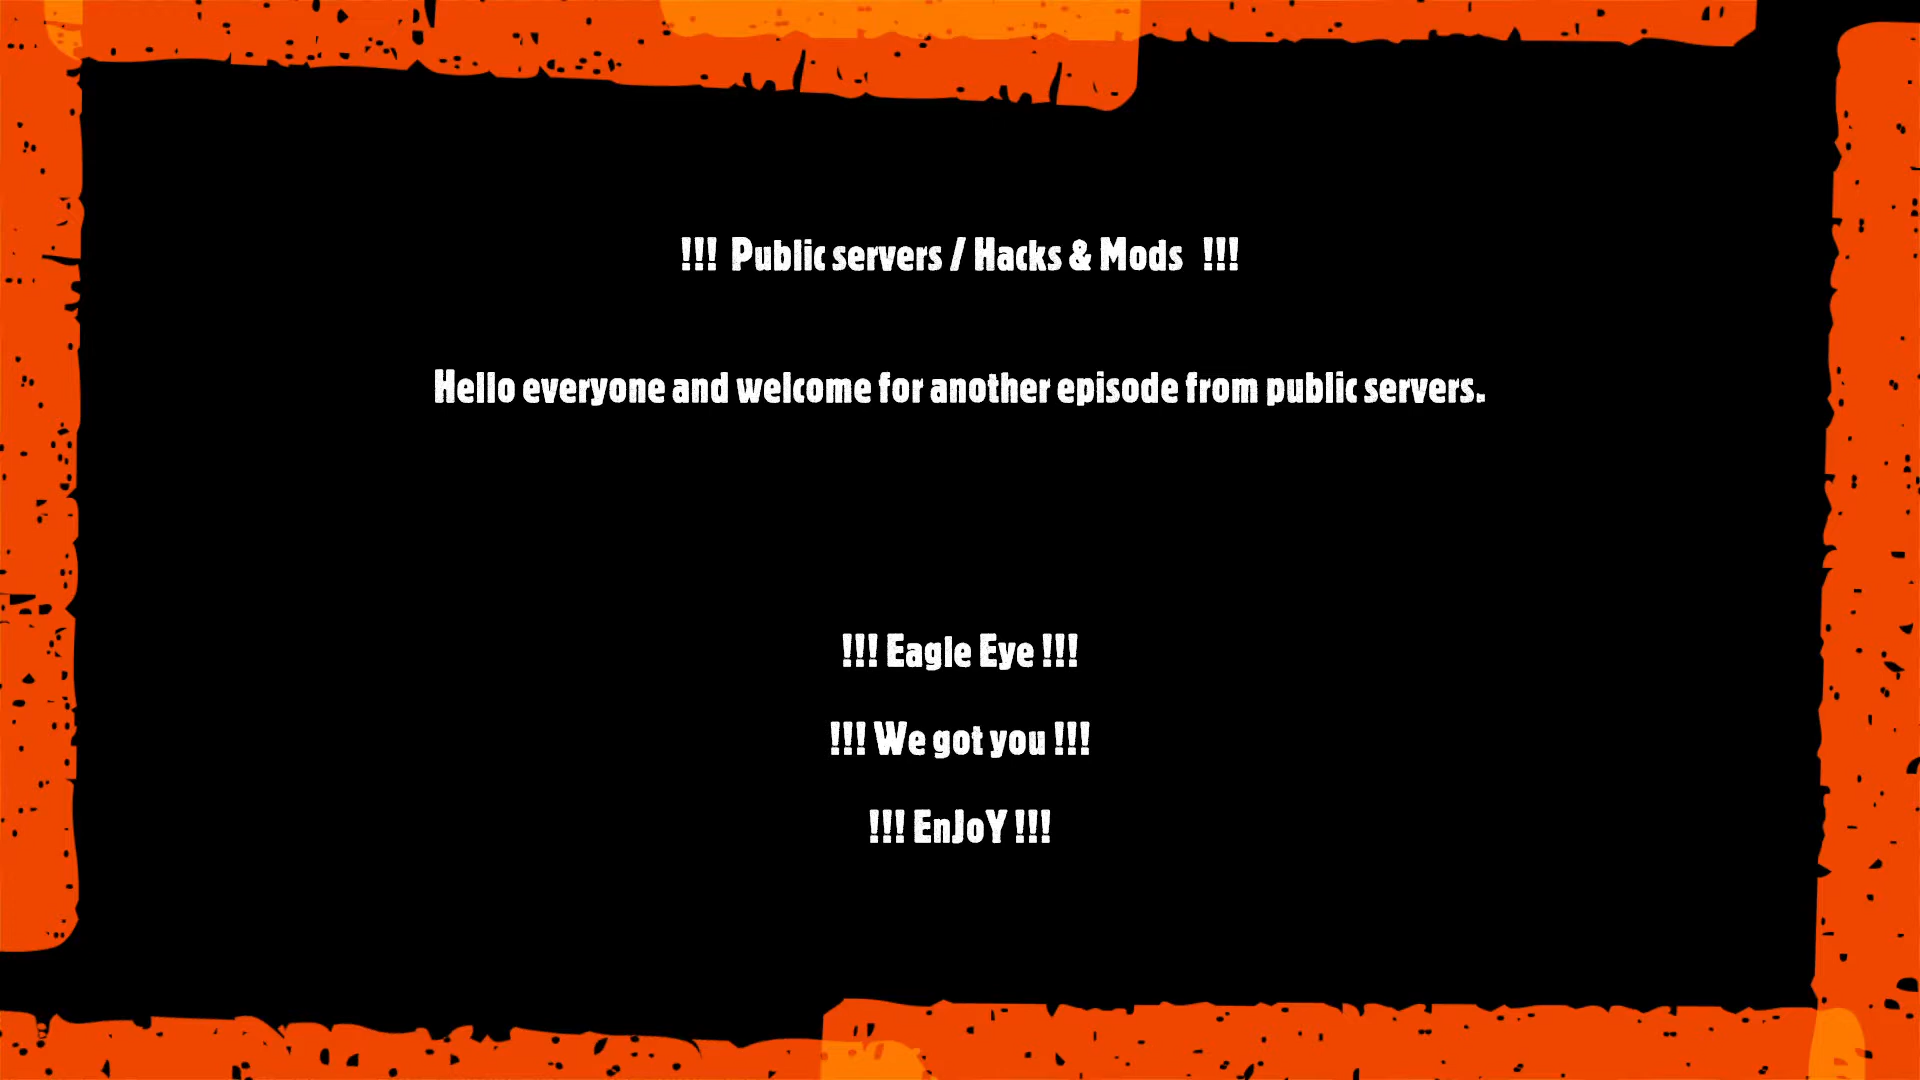 !!! Public servers / Hacks & Mods !!!
Hello everyone and welcome for another episode from public servers.
!!! Eagle Eye !!!
!!! We got you !!!
!!! EnJoY !!!